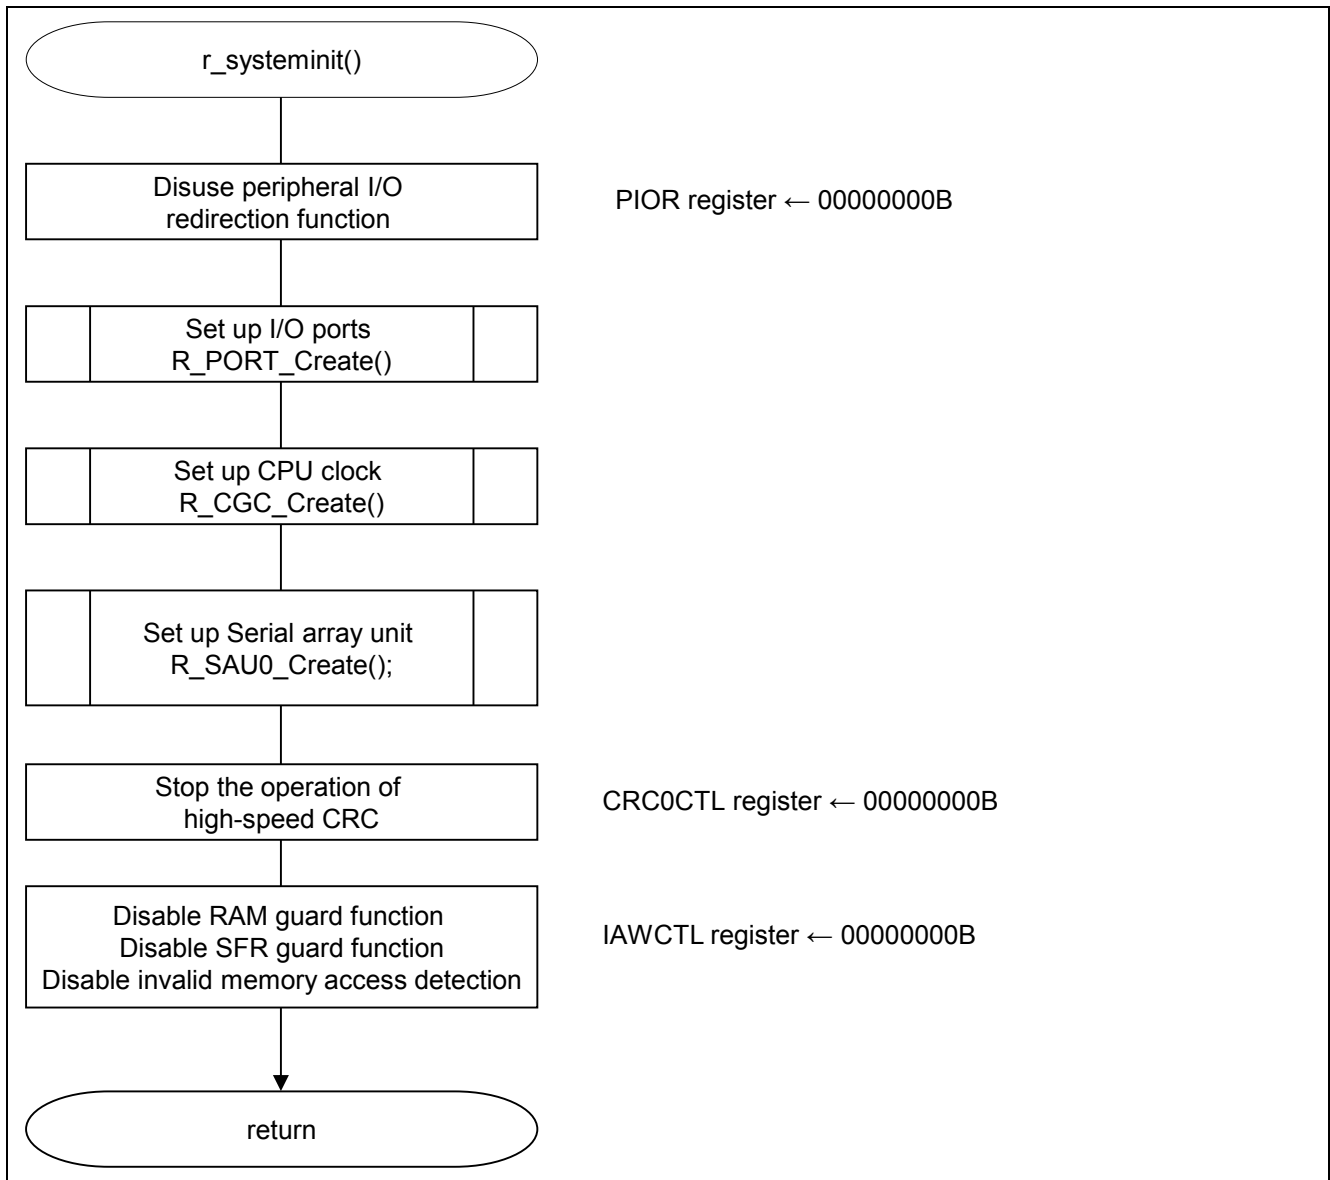 r_systeminit()
Disuse peripheral I/O
redirection function
PIOR register ← 00000000B
Set up I/O ports
R_PORT_Create()
Set up CPU clock
R_CGC_Create()
Set up Serial array unit
R_SAU0_Create();
Stop the operation of
high-speed CRC
CRC0CTL register ← 00000000B
Disable RAM guard function
Disable SFR guard function
Disable invalid memory access detection
IAWCTL register ← 00000000B
return